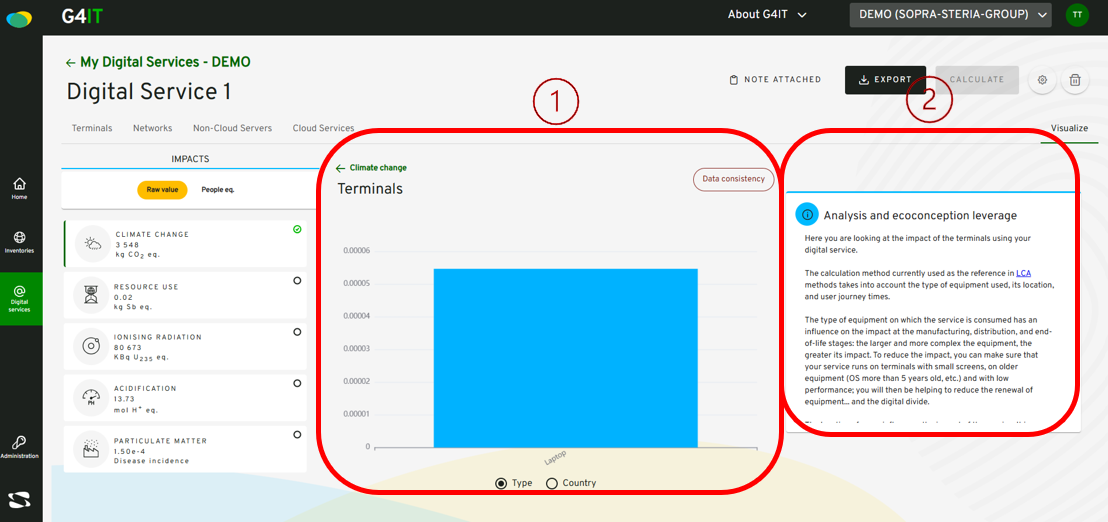 G4IT
About G4IT
DEMO (SOPRA-STERIA-GROUP)
TT
← My Digital Services - DEMO
Digital Service 1
NOTE ATTACHED
EXPORT
CALCULATE
1
2
Terminals
Networks
Non-Cloud Servers
Cloud Services
Visualize
Home
Inventories
Digital
services
Administration
IMPACTS
Raw value
People eq.
CLIMATE CHANGE
3 548
kg CO2 eq.
RESOURCE USE
0.02
kg Sb eq.
IONISING RADIATION
80 673
KBq U235 eq.
PH
ACIDIFICATION
13.73
mol H+ eq.
PARTICULATE MATTER
1.50e-4
Disease incidence
← Climate change
Terminals
Data consistency
0.00006
0.00005
0.00004
0.00003
0.00002
0.00001
0
Laptop
Type
Country
Analysis and ecoconception leverage
Here you are looking at the impact of the terminals using your
digital service.
The calculation method currently used as the reference in LCA
methods takes into account the type of equipment used, its location,
and user journey times.
The type of equipment on which the service is consumed has an
influence on the impact at the manufacturing, distribution, and end-
of-life stages: the larger and more complex the equipment, the
greater its impact. To reduce the impact, you can make sure that
your service runs on terminals with small screens, on older
equipment (OS more than 5 years old, etc.) and with low
performance; you will then be helping to reduce the renewal of
equipment... and the digital divide.